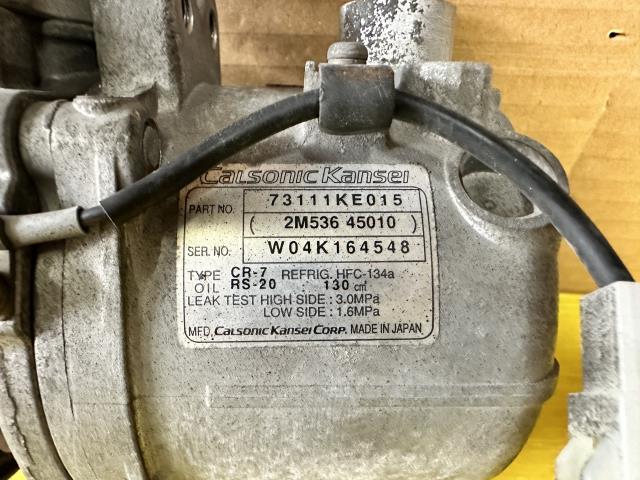 Calsonic Kansei
PART NO. 73111KE015
( 2M536 45010 )
SER. NO. W04K164548
TYPE CR-7 REFRIG. HFC-134a
OIL RS-20 : 130 cm³
LEAK TEST HIGH SIDE : 3.0MPa
LOW SIDE : 1.6MPa
MFD. Calsonic Kansei Corp. MADE IN JAPAN